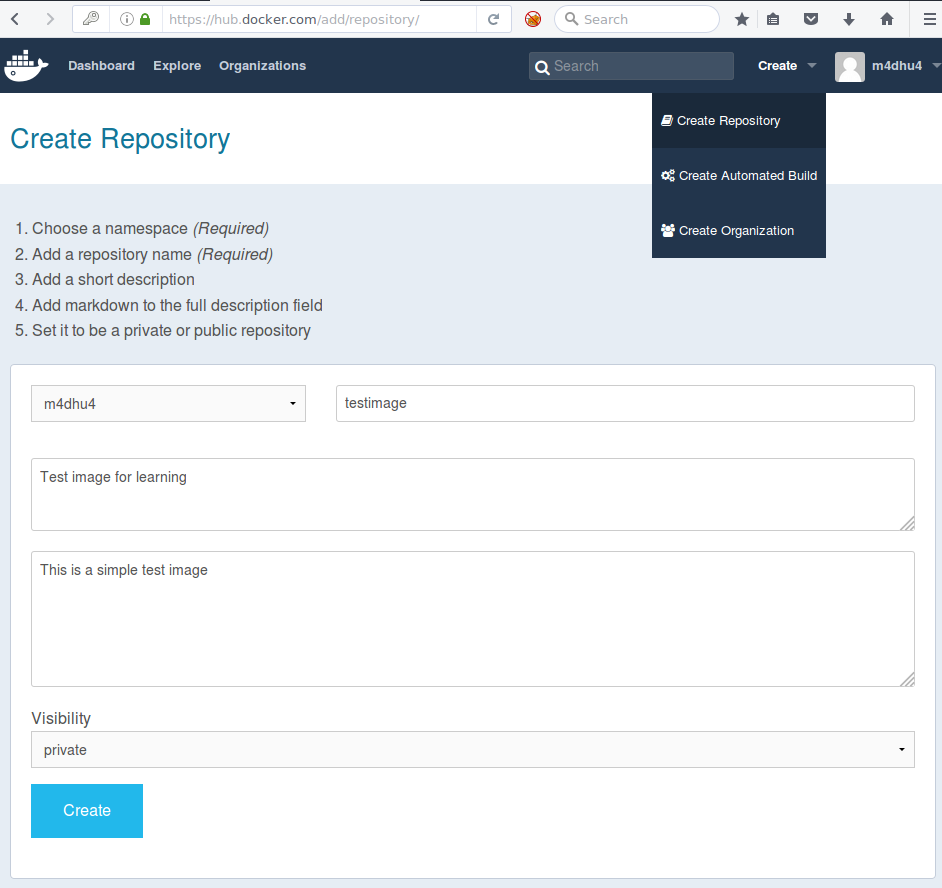 https://hub.docker.com/add/repository/
Search
Dashboard Explore Organizations Search Create m4dhu4
Create Repository
Create Automated Build
Create Organization
Create Repository
1. Choose a namespace (Required)
2. Add a repository name (Required)
3. Add a short description
4. Add markdown to the full description field
5. Set it to be a private or public repository
m4dhu4 testimage
Test image for learning
This is a simple test image
Visibility
private
Create